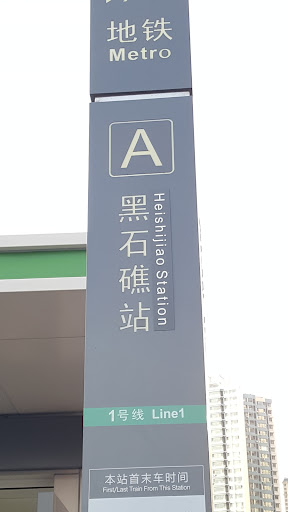 地铁
Metro
A
黑石礁站
Heishijiao Station
1号线 Line1
本站首末车时间
First/Last Train From This Station